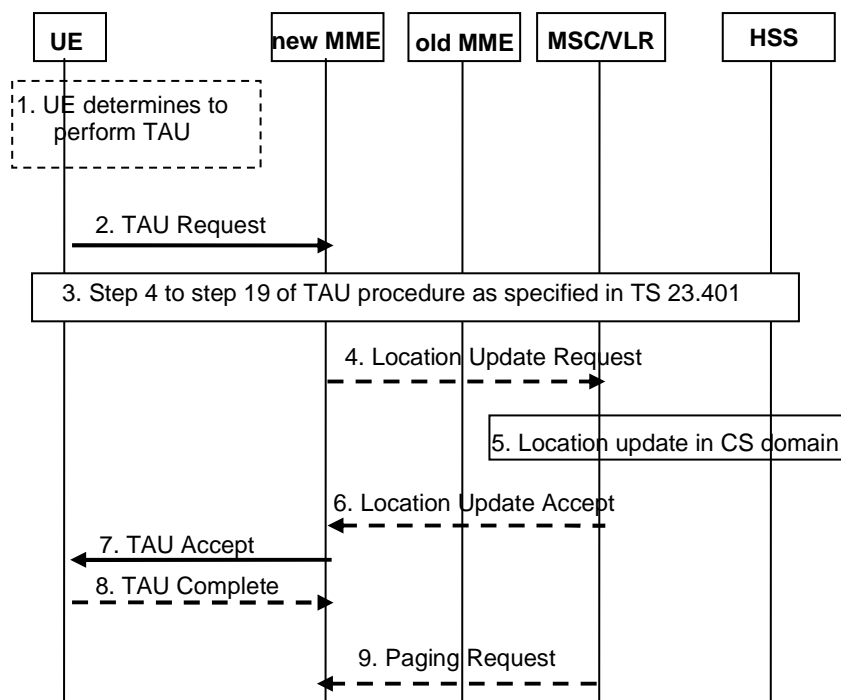 UE
new MME
old MME
MSC/VLR
HSS
1. UE determines to
perform TAU
2. TAU Request
3. Step 4 to step 19 of TAU procedure as specified in TS 23.401
4. Location Update Request
5. Location update in CS domain
6. Location Update Accept
7. TAU Accept
8. TAU Complete
9. Paging Request